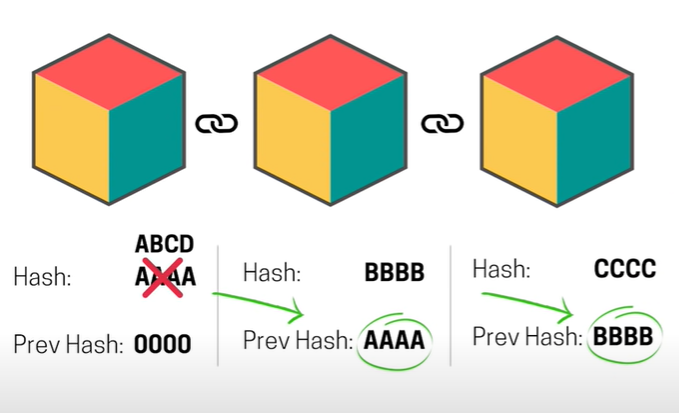 ABCD
Hash: AAAA
Prev Hash: 0000
Hash: BBBB
Prev Hash: AAAA
Hash: CCCC
Prev Hash: BBBB